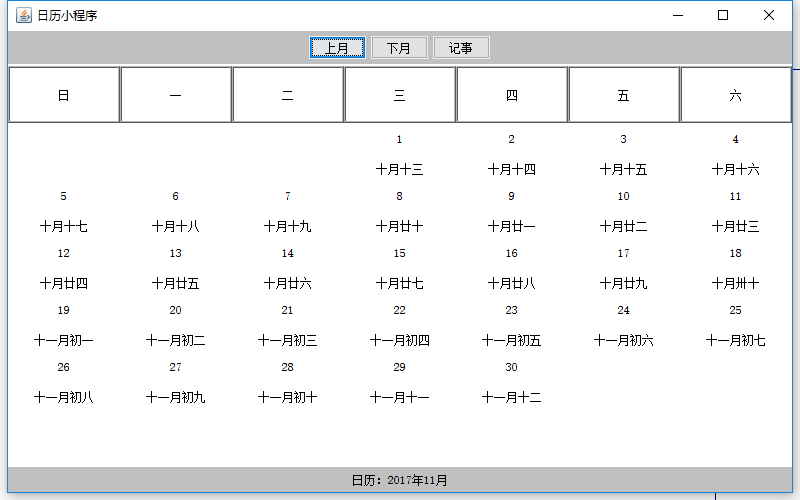 日历小程序
上月 下月 记事
日 一 二 三 四 五 六
1 2 3 4
十月十三 十月十四 十月十五 十月十六
5 6 7 8 9 10 11
十月十七 十月十八 十月十九 十月廿十 十月廿一 十月廿二 十月廿三
12 13 14 15 16 17 18
十月廿四 十月廿五 十月廿六 十月廿七 十月廿八 十月廿九 十月卅十
19 20 21 22 23 24 25
十一月初一 十一月初二 十一月初三 十一月初四 十一月初五 十一月初六 十一月初七
26 27 28 29 30
十一月初八 十一月初九 十一月初十 十一月十一 十一月十二
日历：2017年11月